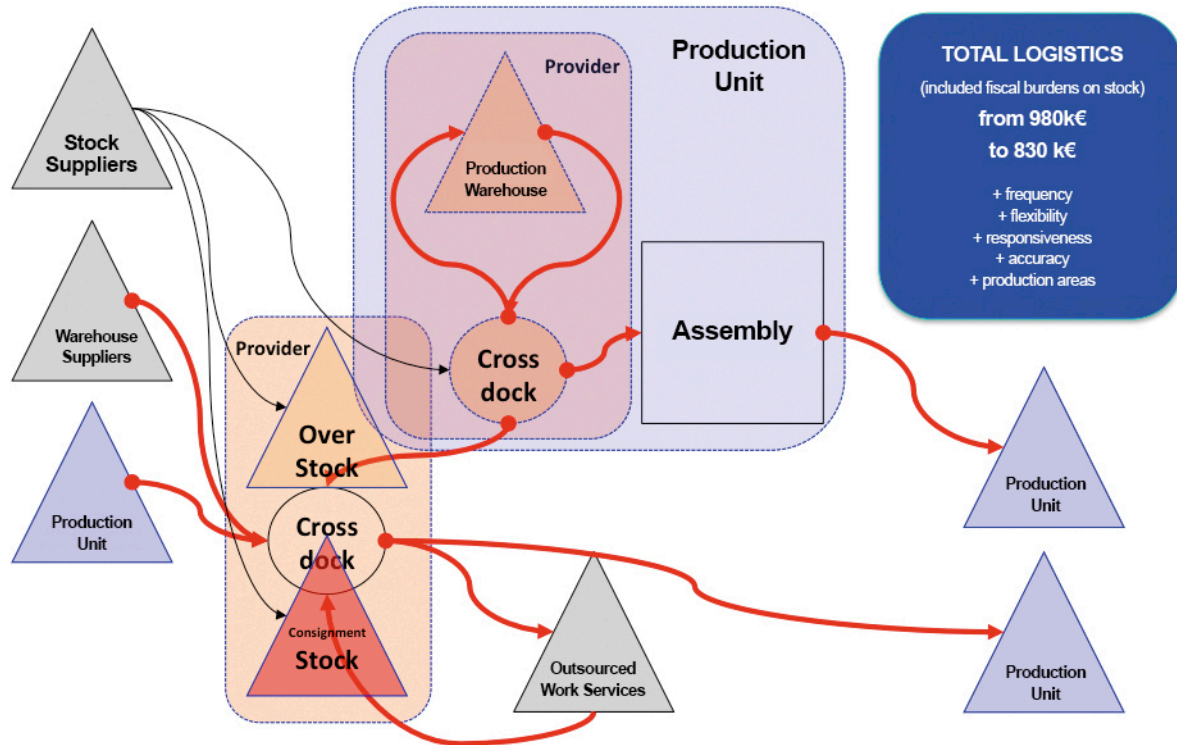 Stock
Suppliers
Warehouse
Suppliers
Production
Unit
Provider
Over
Stock
Cross
dock
Consignment
Stock
Provider
Production
Warehouse
Cross
dock
Production
Unit
Assembly
Outsourced
Work Services
TOTAL LOGISTICS
(included fiscal burdens on stock)
from 980k€
to 830 k€
+ frequency
+ flexibility
+ responsiveness
+ accuracy
+ production areas
Production
Unit
Production
Unit